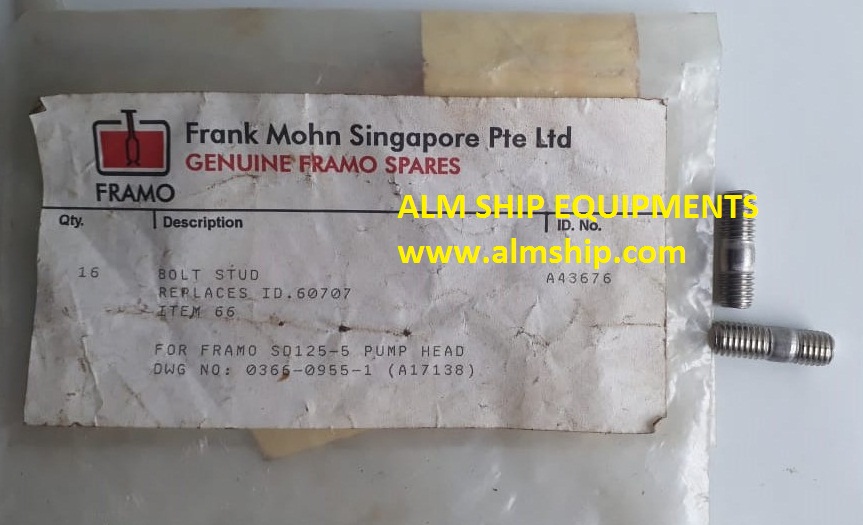 Frank Mohn Singapore Pte Ltd
GENUINE FRAMO SPARES
FRAMO
ALM SHIP EQUIPMENTS
www.almship.com
Qty. Description ID. No.
16 BOLT STUD A43676
REPLACES ID.60707
ITEM 66
FOR FRAMO SD125-5 PUMP HEAD
DWG NO: 0366-0955-1 (A17138)